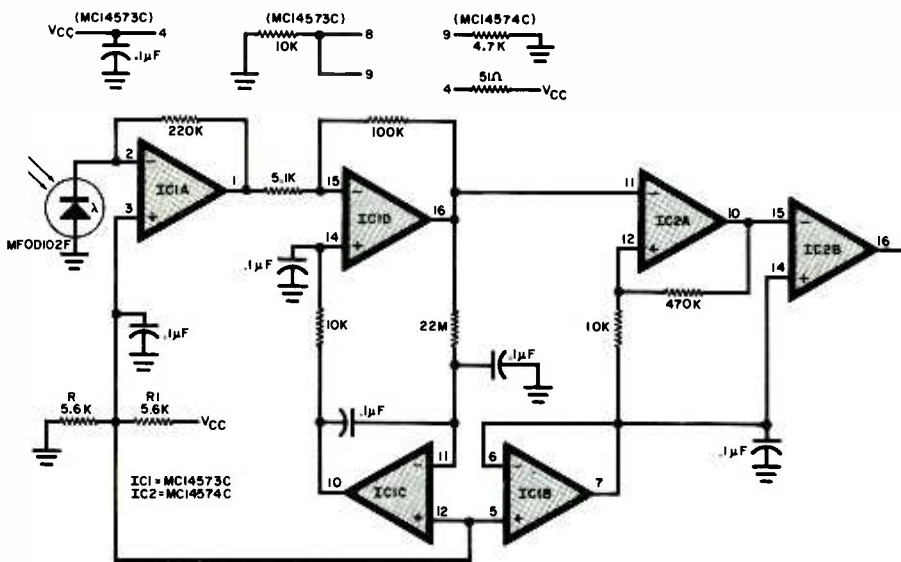 (MC14573C)
VCC 4
.1µF
(MC14573C)
10K
8
9
(MC14574C)
9
4.7K
51Ω
4 VCC
220K
100K
2
−
IC1A
1
3
+
λ
MFOD102F
5.1K
15
−
IC1D
16
14
+
.1µF
11
−
IC2A
10
12
+
15
−
IC2B
16
14
+
470K
10K
22M
10K
.1µF
.1µF
.1µF
R
5.6K
R1
5.6K
VCC
.1µF
IC1=MC14573C
IC2=MC14574C
10
IC1C
11
−
12
+
6
−
IC1B
7
5
+